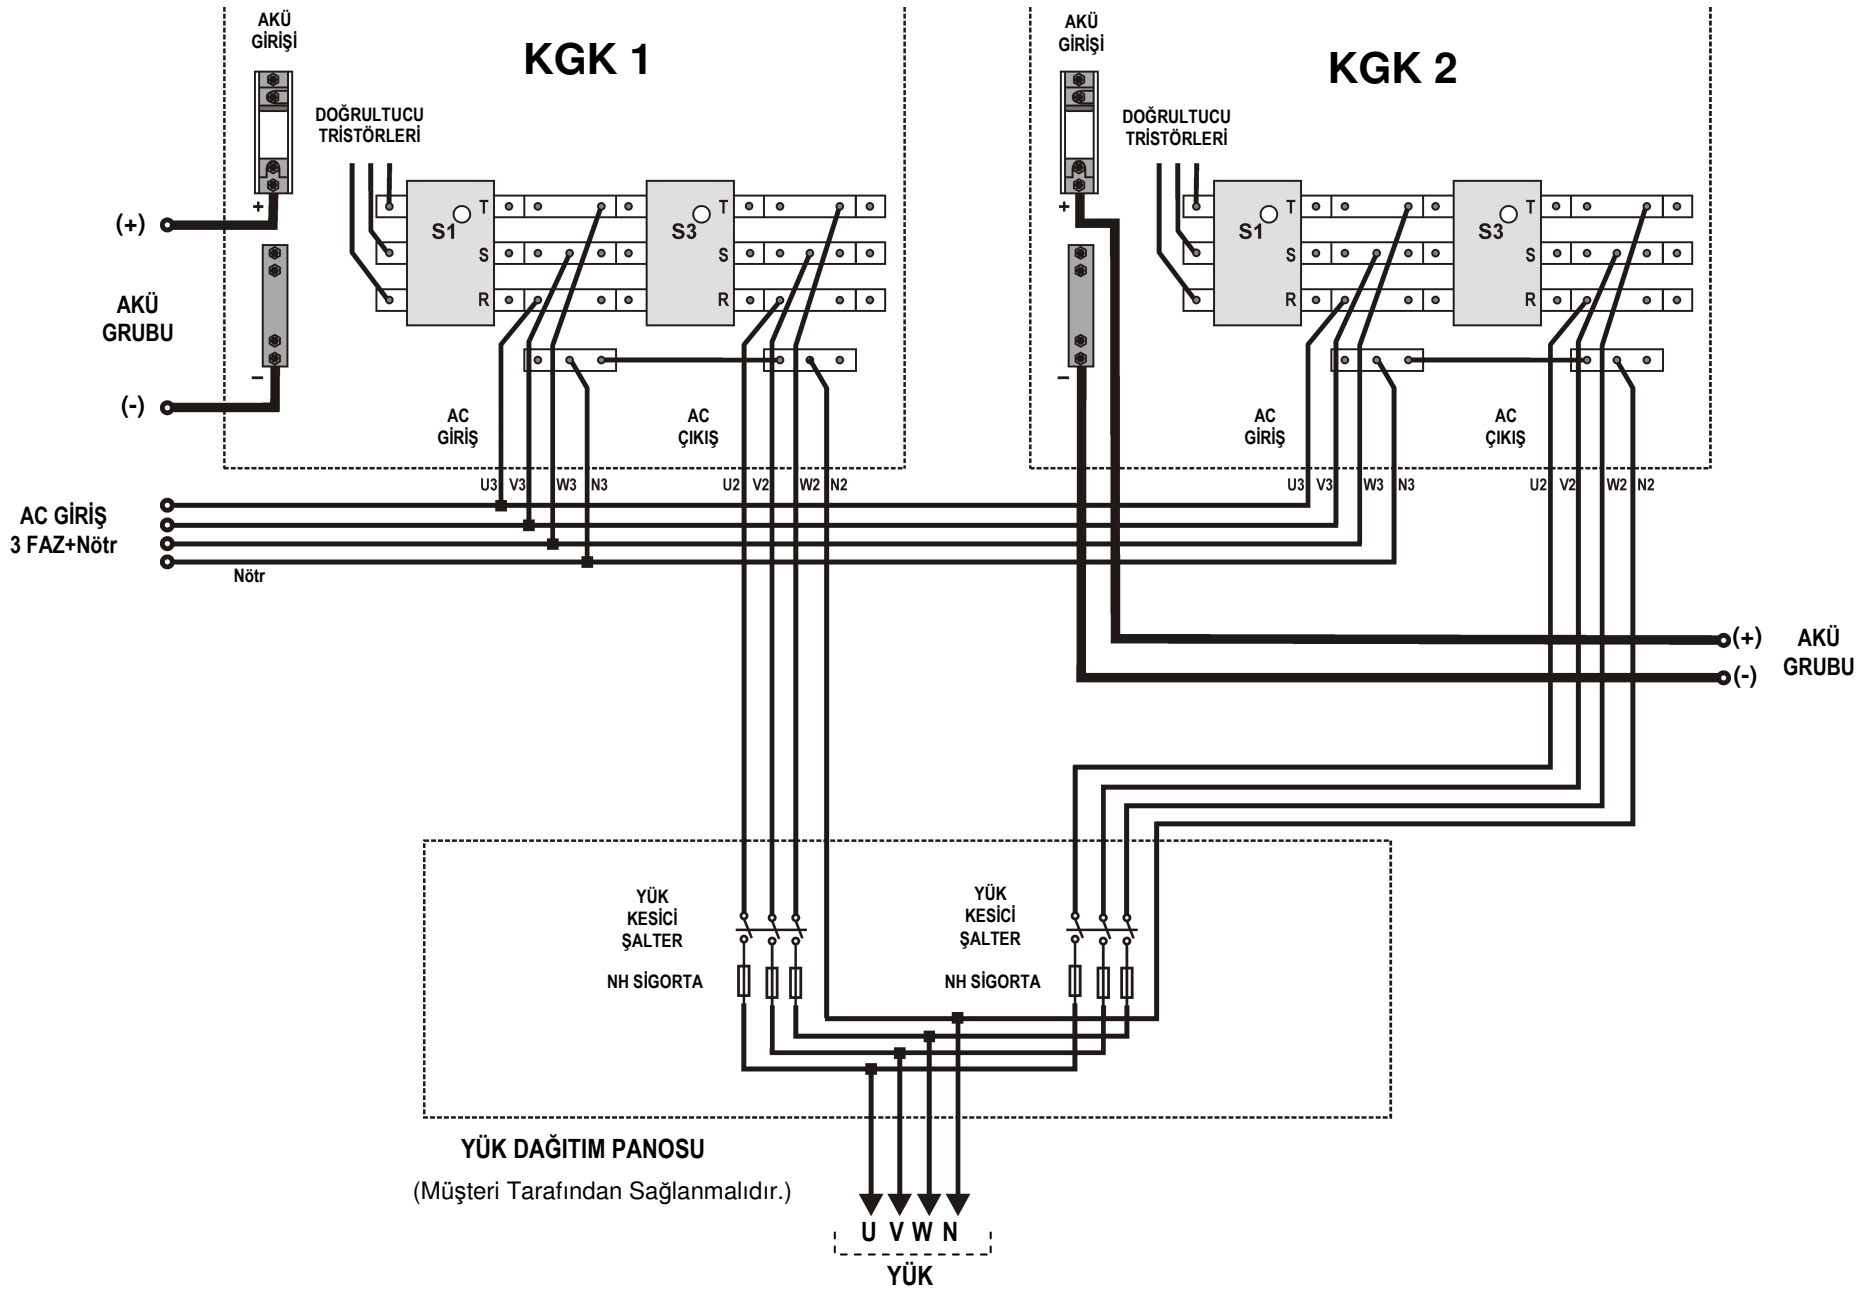 AKÜ
GİRİŞİ
KGK 1
DOĞRULTUCU
TRİSTÖRLERİ
S1
T
S
R
S3
T
S
R
+
(+)
AKÜ
GRUBU
–
(-)
AC
GİRİŞ
AC
ÇIKIŞ
U3 V3 W3 N3
U2 V2 W2 N2
AKÜ
GİRİŞİ
KGK 2
DOĞRULTUCU
TRİSTÖRLERİ
S1
T
S
R
S3
T
S
R
+
–
AC
GİRİŞ
AC
ÇIKIŞ
U3 V3 W3 N3
U2 V2 W2 N2
AC GİRİŞ
3 FAZ+Nötr
Nötr
(+)
(-)
AKÜ
GRUBU
YÜK
KESİCİ
ŞALTER
NH SİGORTA
YÜK
KESİCİ
ŞALTER
NH SİGORTA
YÜK DAĞITIM PANOSU
(Müşteri Tarafından Sağlanmalıdır.)
U V W N
YÜK